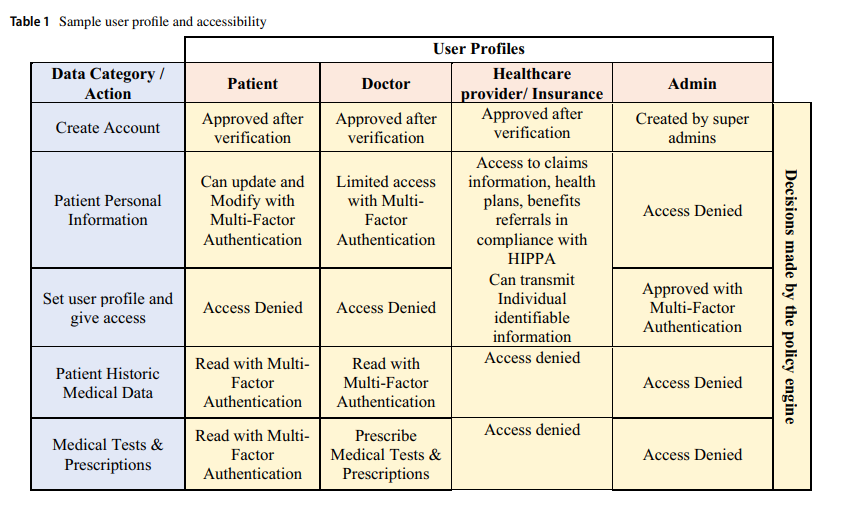 Table 1 Sample user profile and accessibility
User Profiles
Data Category /
Action
Patient
Doctor
Healthcare
provider/ Insurance
Admin
Create Account
Approved after
verification
Approved after
verification
Approved after
verification
Created by super
admins
Patient Personal
Information
Can update and
Modify with
Multi-Factor
Authentication
Limited access
with Multi-
Factor
Authentication
Access to claims
information, health
plans, benefits
referrals in
compliance with
HIPPA
Access Denied
Set user profile and
give access
Access Denied
Access Denied
Can transmit
Individual
identifiable
information
Approved with
Multi-Factor
Authentication
Patient Historic
Medical Data
Read with Multi-
Factor
Authentication
Read with
Multi-Factor
Authentication
Access denied
Access Denied
Medical Tests &
Prescriptions
Read with Multi-
Factor
Authentication
Prescribe
Medical Tests &
Prescriptions
Access denied
Access Denied
Decisions made by the policy engine